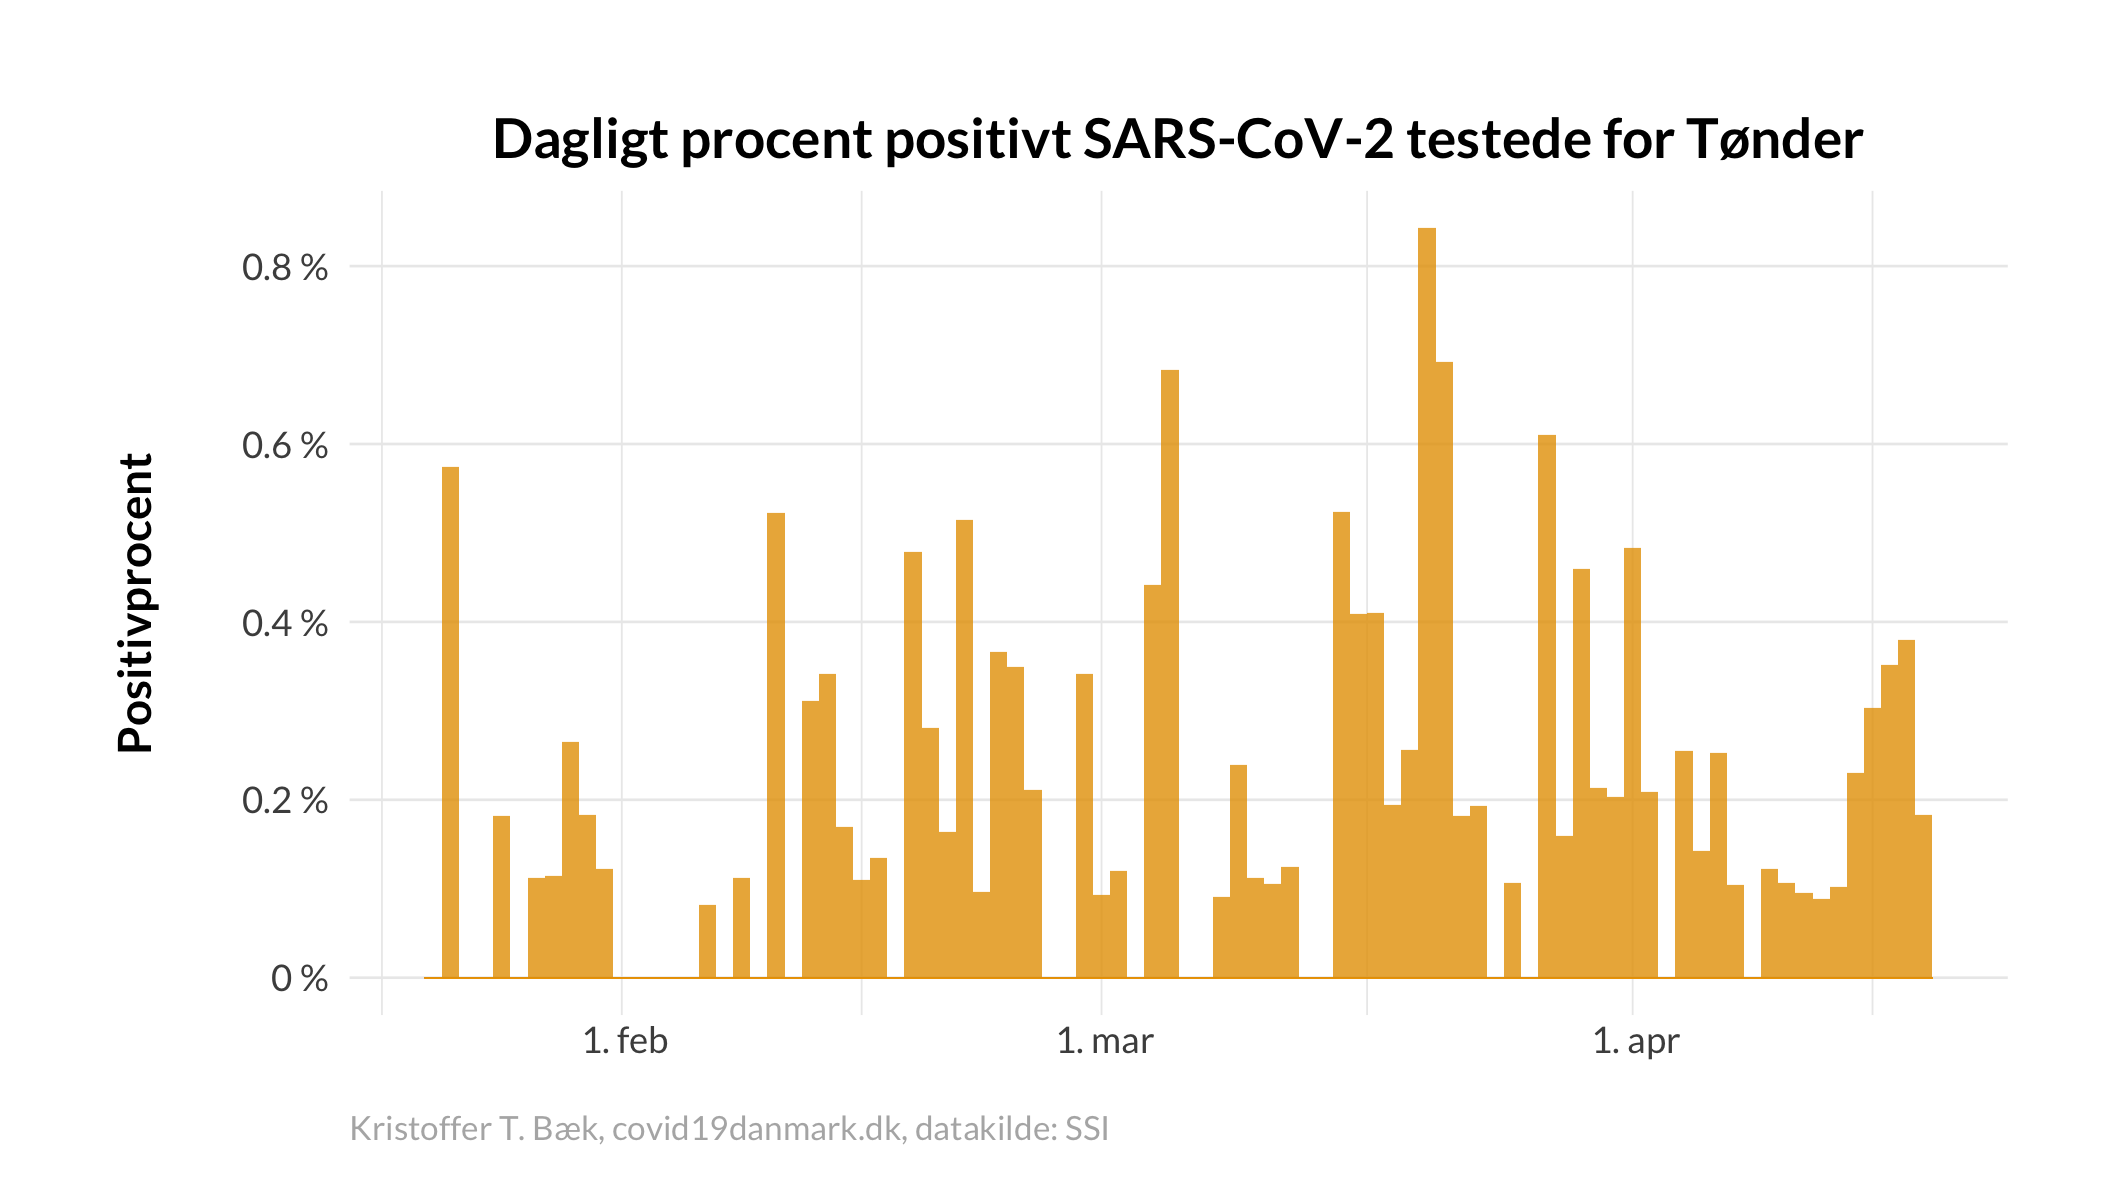 Dagligt procent positivt SARS-CoV-2 testede for Tønder
Positivprocent
0.8 %
0.6 %
0.4 %
0.2 %
0 %
1. feb
1. mar
1. apr
Kristoffer T. Bæk, covid19danmark.dk, datakilde: SSI